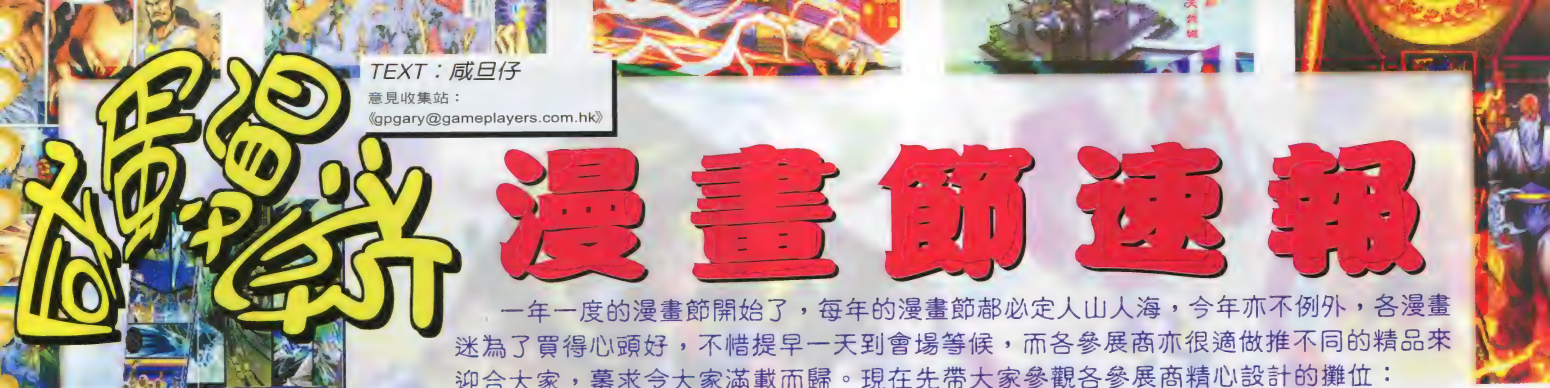 TEXT：咸旦仔
意見收集站：
《gpgary@gameplayers.com.hk》
漫畫節速報
一年一度的漫畫節開始了，每年的漫畫節都必定人山人海，今年亦不例外，各漫畫
迷為了買得心頭好，不惜提早一天到會場等候，而各參展商亦很適做推不同的精品來
迎合大家，募求令大家滿載而歸。現在先帶大家參觀各參展商精心設計的攤位：